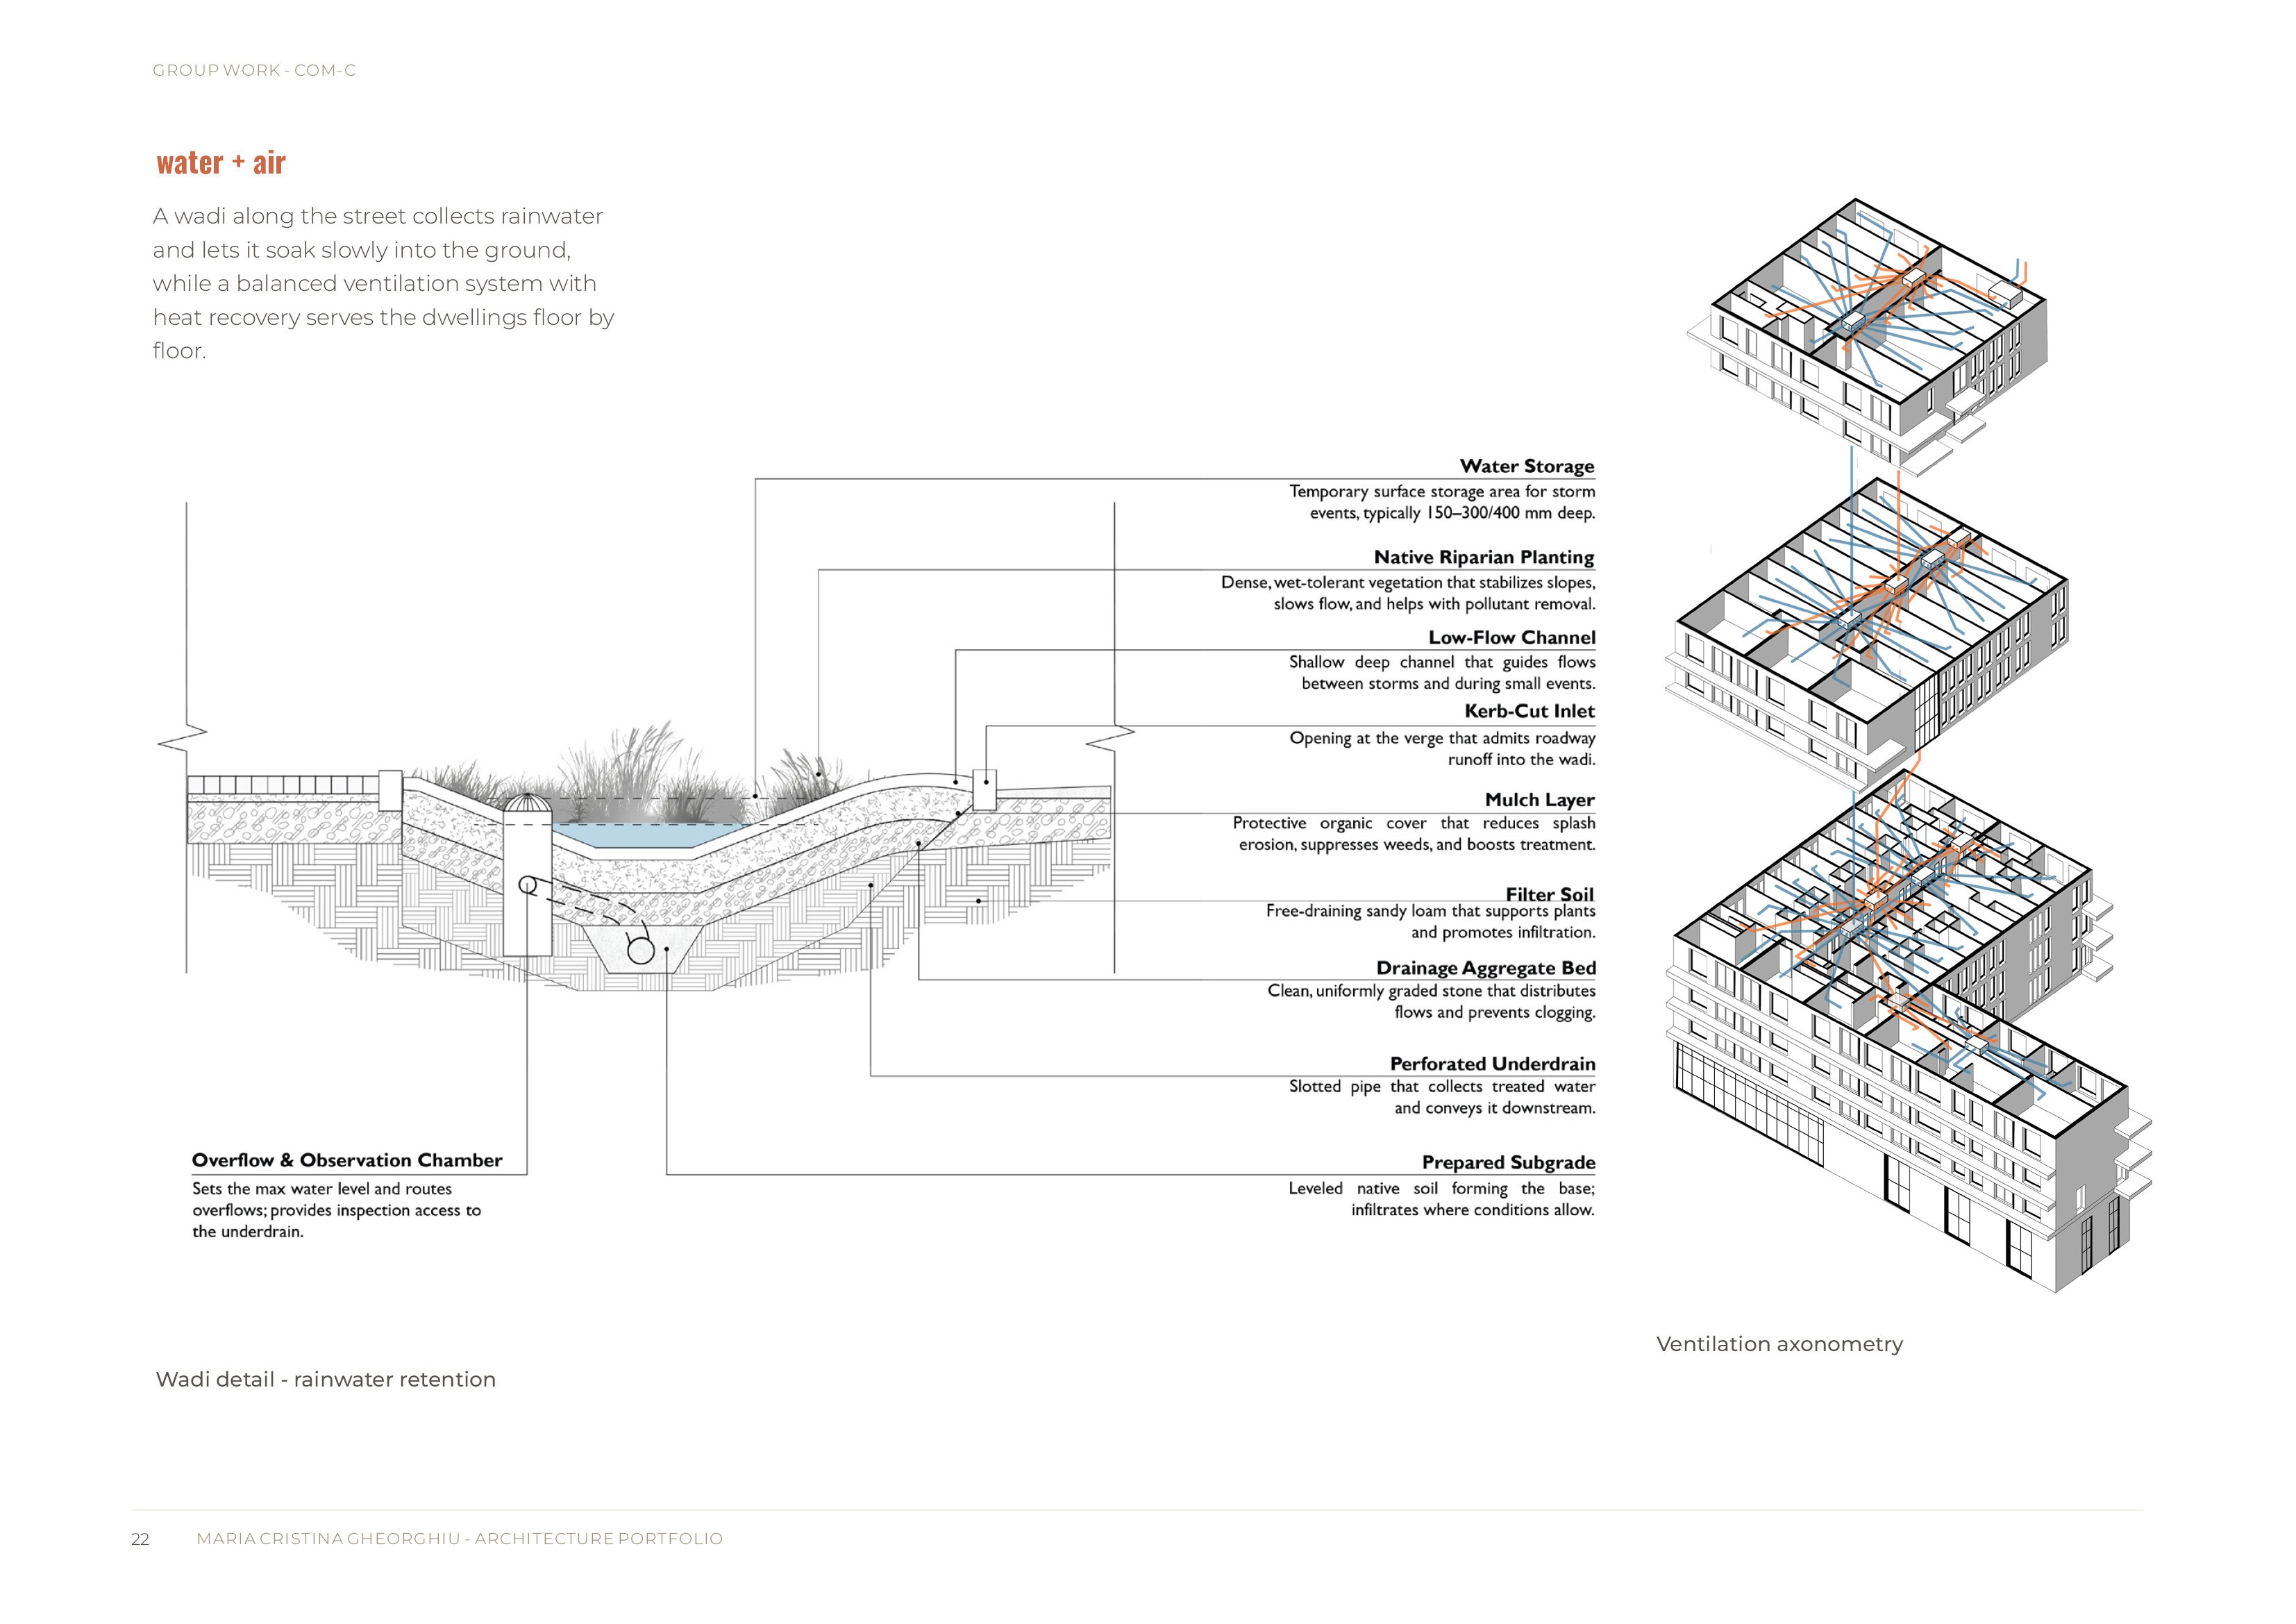 GROUP WORK - COM-C
water + air
A wadi along the street collects rainwater
and lets it soak slowly into the ground,
while a balanced ventilation system with
heat recovery serves the dwellings floor by
floor.
Water Storage
Temporary surface storage area for storm
events, typically 150–300/400 mm deep.
Native Riparian Planting
Dense, wet-tolerant vegetation that stabilizes slopes,
slows flow, and helps with pollutant removal.
Low-Flow Channel
Shallow deep channel that guides flows
between storms and during small events.
Kerb-Cut Inlet
Opening at the verge that admits roadway
runoff into the wadi.
Mulch Layer
Protective organic cover that reduces splash
erosion, suppresses weeds, and boosts treatment.
Filter Soil
Free-draining sandy loam that supports plants
and promotes infiltration.
Drainage Aggregate Bed
Clean, uniformly graded stone that distributes
flows and prevents clogging.
Perforated Underdrain
Slotted pipe that collects treated water
and conveys it downstream.
Prepared Subgrade
Leveled native soil forming the base;
infiltrates where conditions allow.
Overflow & Observation Chamber
Sets the max water level and routes
overflows; provides inspection access to
the underdrain.
Ventilation axonometry
Wadi detail - rainwater retention
22 MARIA CRISTINA GHEORGHIU - ARCHITECTURE PORTFOLIO